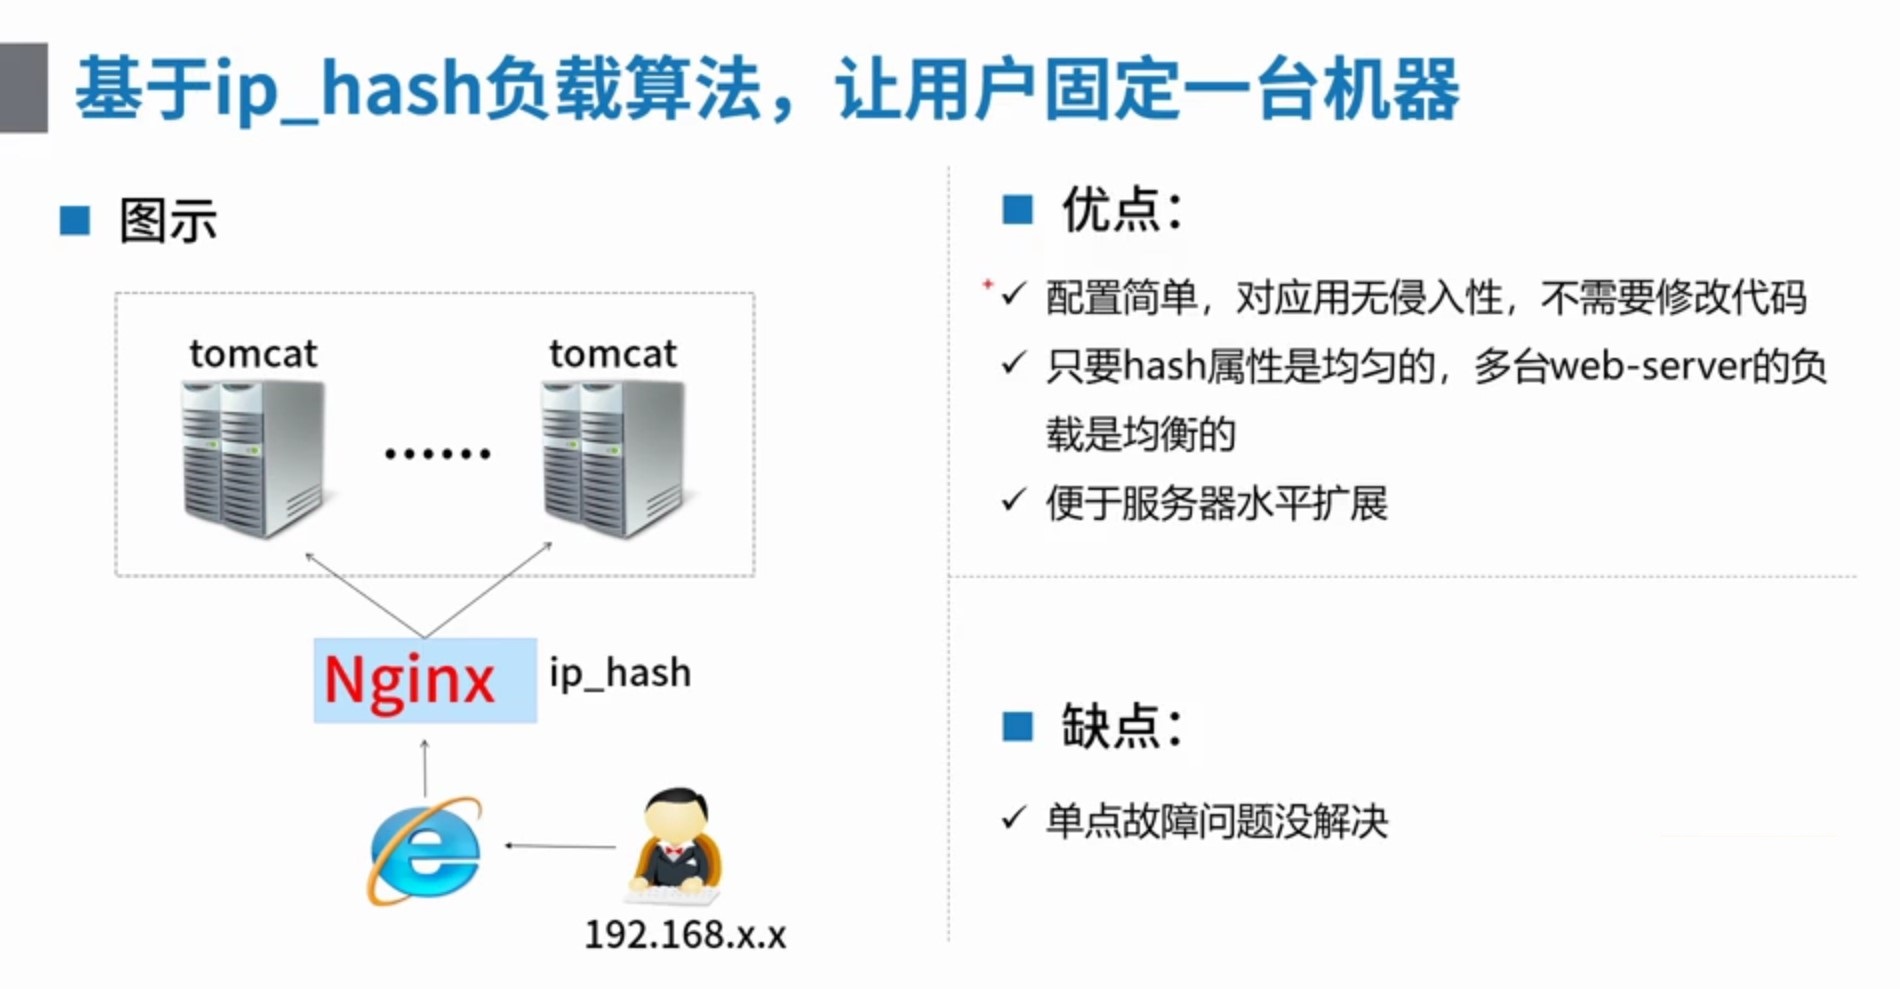 基于ip_hash负载算法，让用户固定一台机器
图示
tomcat
tomcat
......
Nginx
ip_hash
192.168.x.x
优点：
配置简单，对应用无侵入性，不需要修改代码
只要hash属性是均匀的，多台web-server的负
载是均衡的
便于服务器水平扩展
缺点：
单点故障问题没解决